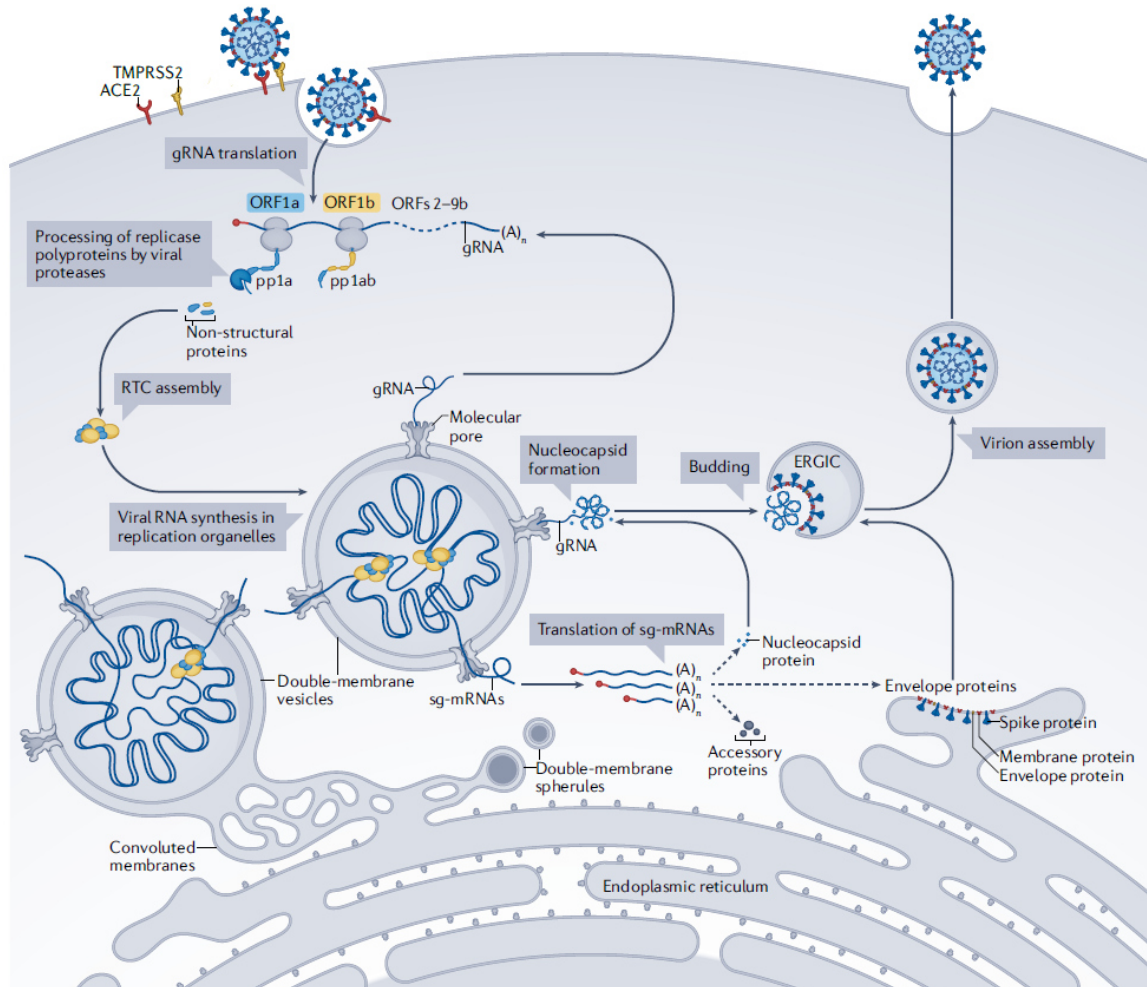 TMPRSS2
ACE2
gRNA translation
ORF1a
ORF1b
ORFs 2–9b
(A)n
gRNA
Processing of replicase
polyproteins by viral
proteases
pp1a
pp1ab
Non-structural
proteins
RTC assembly
gRNA
Molecular
pore
Nucleocapsid
formation
Budding
ERGIC
Virion assembly
Viral RNA synthesis in
replication organelles
gRNA
Translation of sg-mRNAs
Nucleocapsid
protein
(A)n
(A)n
(A)n
Double-membrane
vesicles
sg-mRNAs
Envelope proteins
Spike protein
Membrane protein
Envelope protein
Accessory
proteins
Double-membrane
spherules
Convoluted
membranes
Endoplasmic reticulum